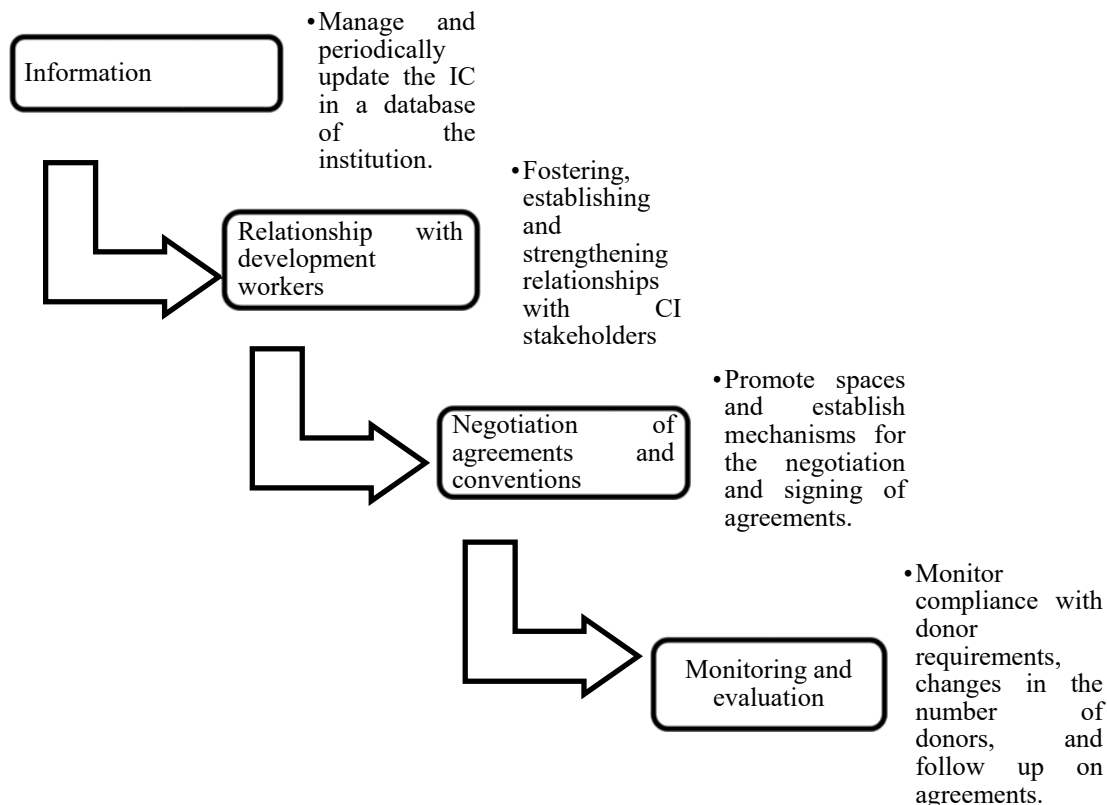 Information
•Manage and
periodically
update the IC
in a database
of the
institution.
Relationship with
development
workers
•Fostering,
establishing
and
strengthening
relationships
with CI
stakeholders
Negotiation of
agreements and
conventions
•Promote spaces
and establish
mechanisms for
the negotiation
and signing of
agreements.
Monitoring and
evaluation
•Monitor
compliance with
donor
requirements,
changes in the
number of
donors, and
follow up on
agreements.